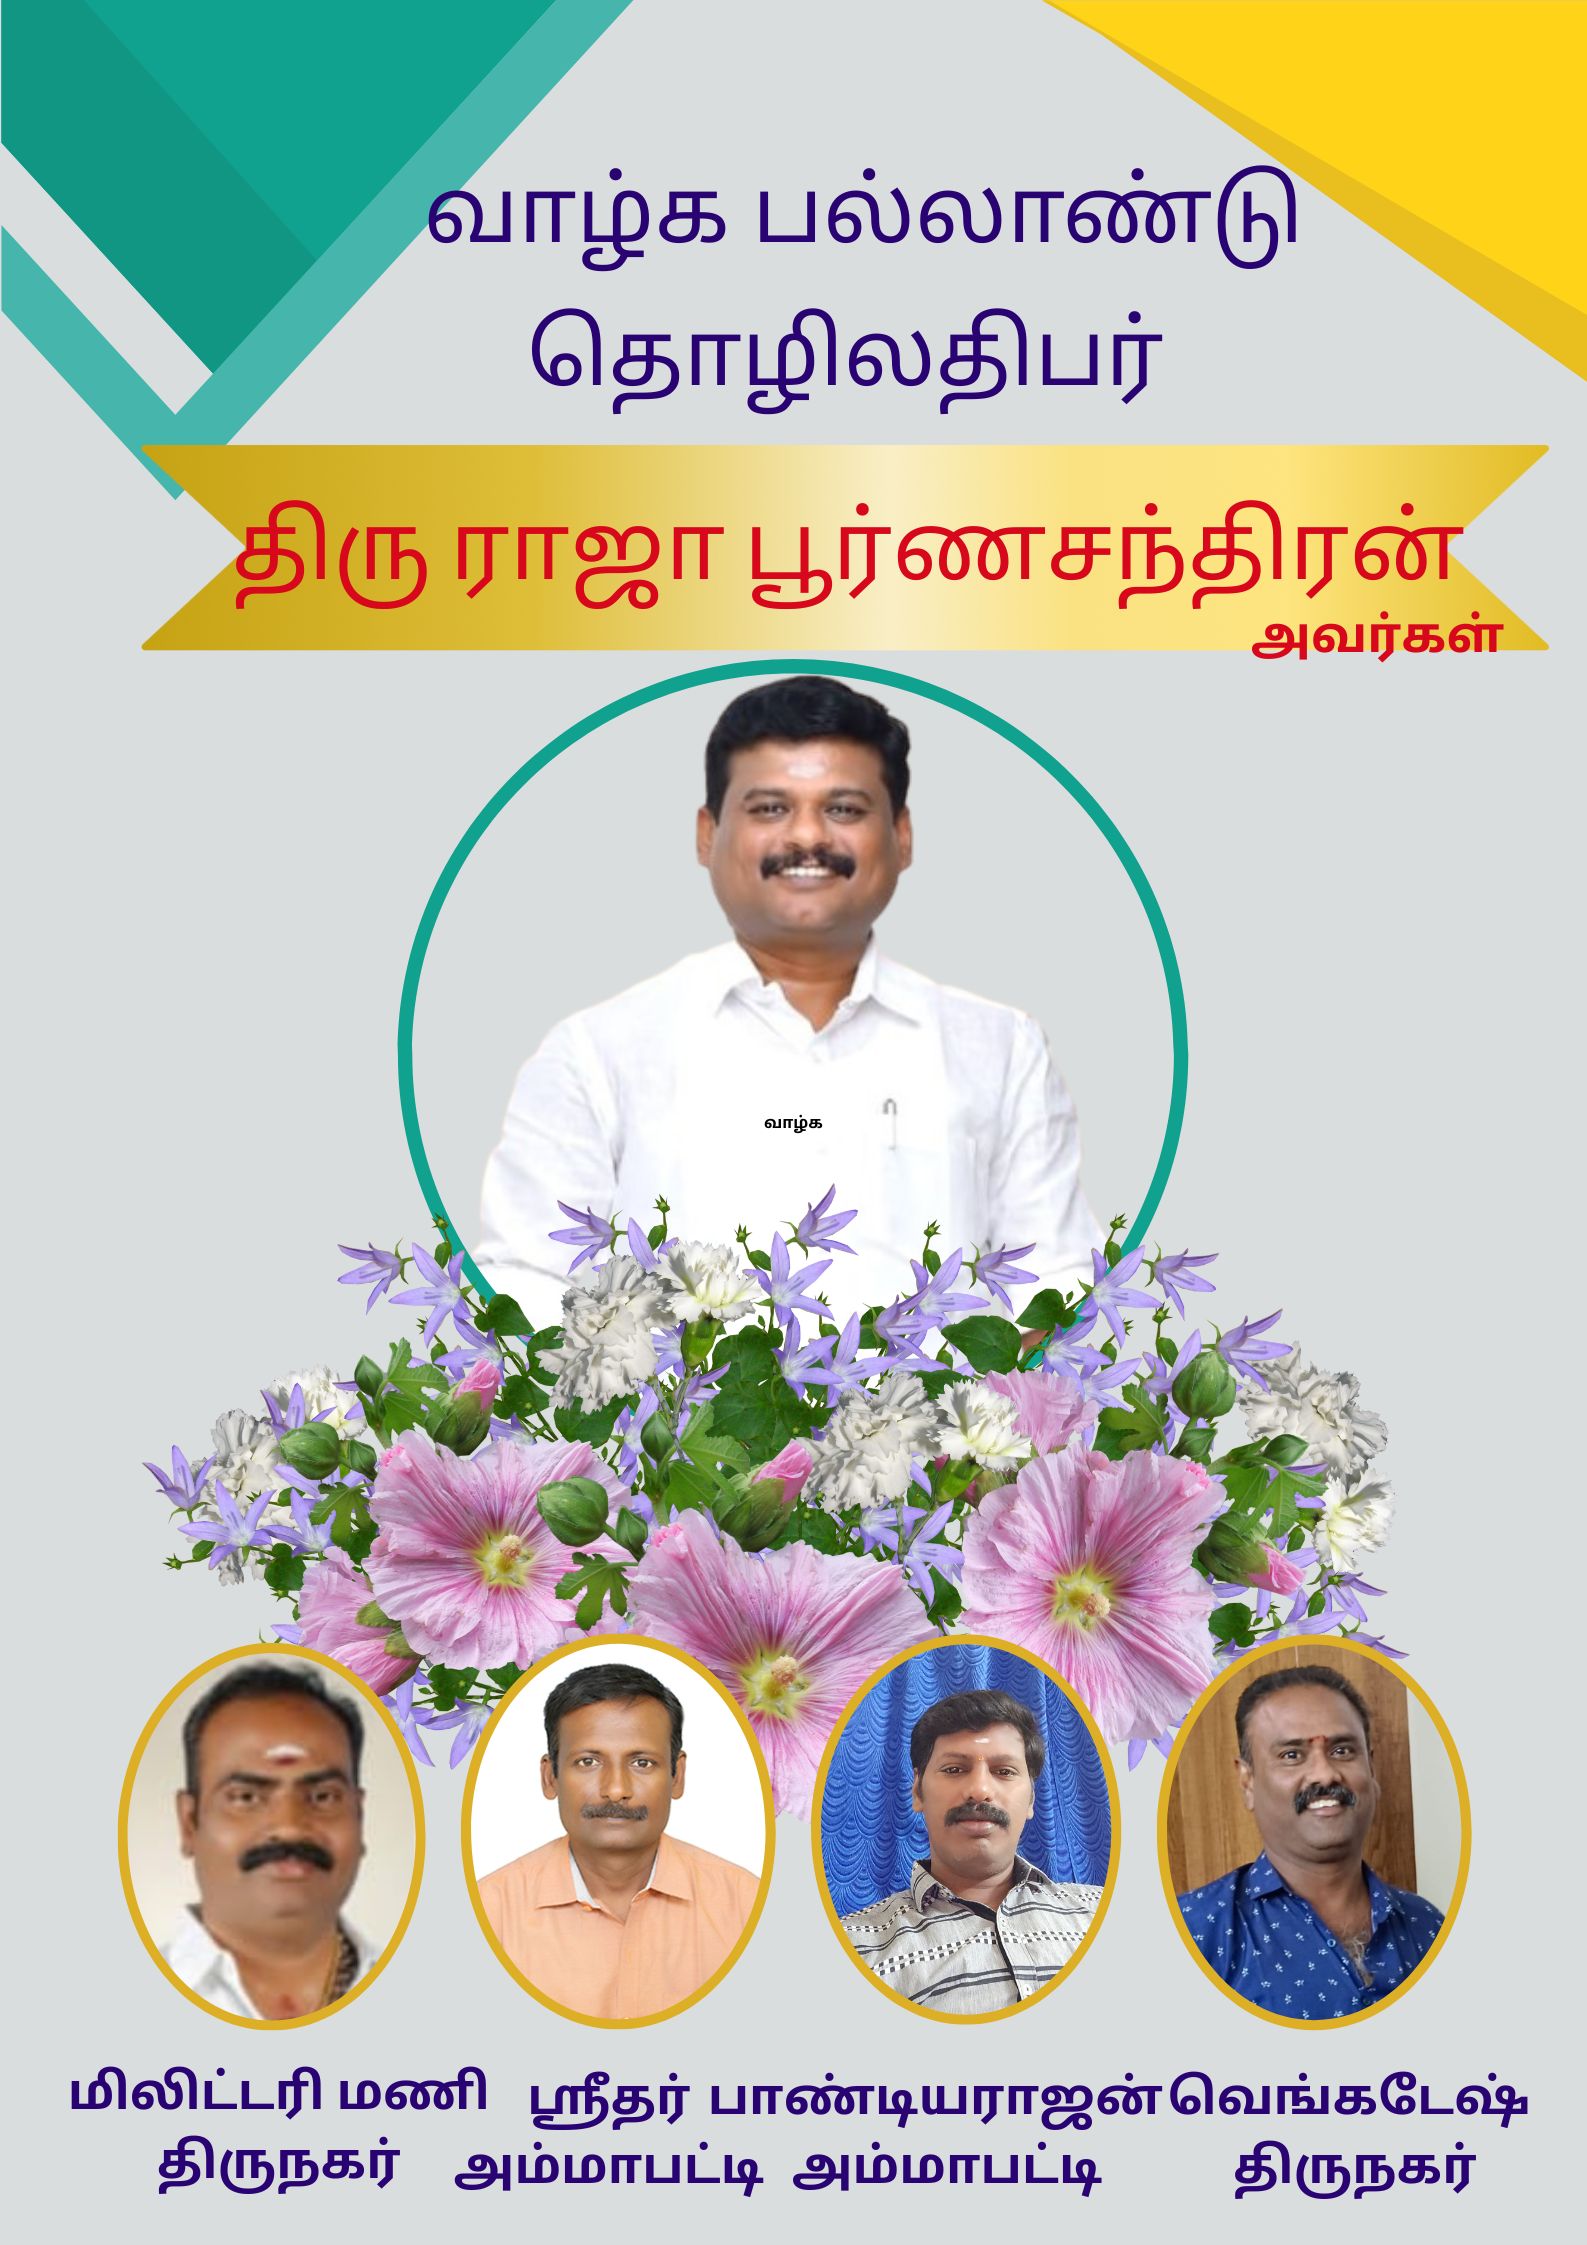 வாழ்க பல்லாண்டு
தொழிலதிபர்
திரு ராஜா பூர்ணசந்திரன்
அவர்கள்
வாழ்க
மிலிட்டரி மணி
திருநகர்
ஸ்ரீதர்
அம்மாபட்டி
பாண்டியராஜன்
அம்மாபட்டி
வெங்கடேஷ்
திருநகர்